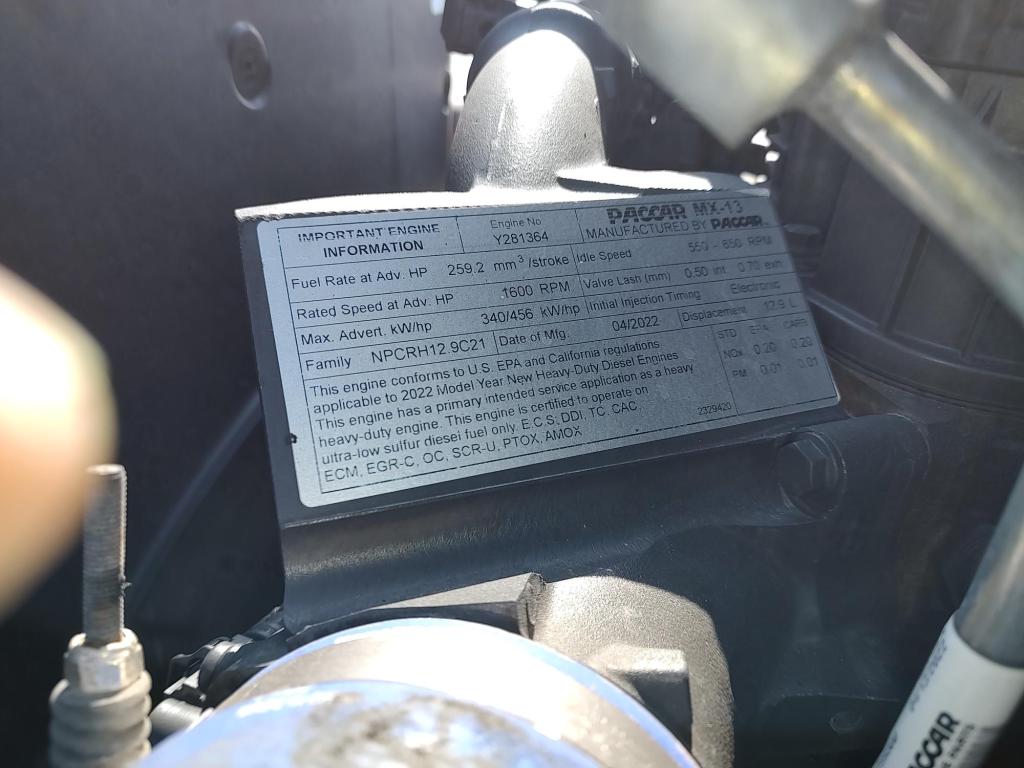 IMPORTANT ENGINE
INFORMATION
Engine No
Y281364
PACCAR MX-13
MANUFACTURED BY PACCAR
Fuel Rate at Adv. HP 259.2 mm³/stroke
Idle Speed 550 - 650 RPM
Rated Speed at Adv. HP 1600 RPM
Valve Lash (mm) 0.50 int 0.70 exh
Max. Advert. kW/hp 340/456 kW/hp
Initial Injection Timing Electronic
Family NPCRH12.9C21
Date of Mfg. 04/2022
Displacement 12.9 L
This engine conforms to U.S. EPA and California regulations
applicable to 2022 Model Year New Heavy-Duty Diesel Engines
This engine has a primary intended service application as a heavy
heavy-duty engine. This engine is certified to operate on
ultra-low sulfur diesel fuel only. E.C.S; DDI, TC, CAC,
ECM, EGR-C, OC, SCR-U, PTOX, AMOX
STD EPA CARB
NOx 0.20 0.20
PM 0.01 0.01
2329420
PACCAR